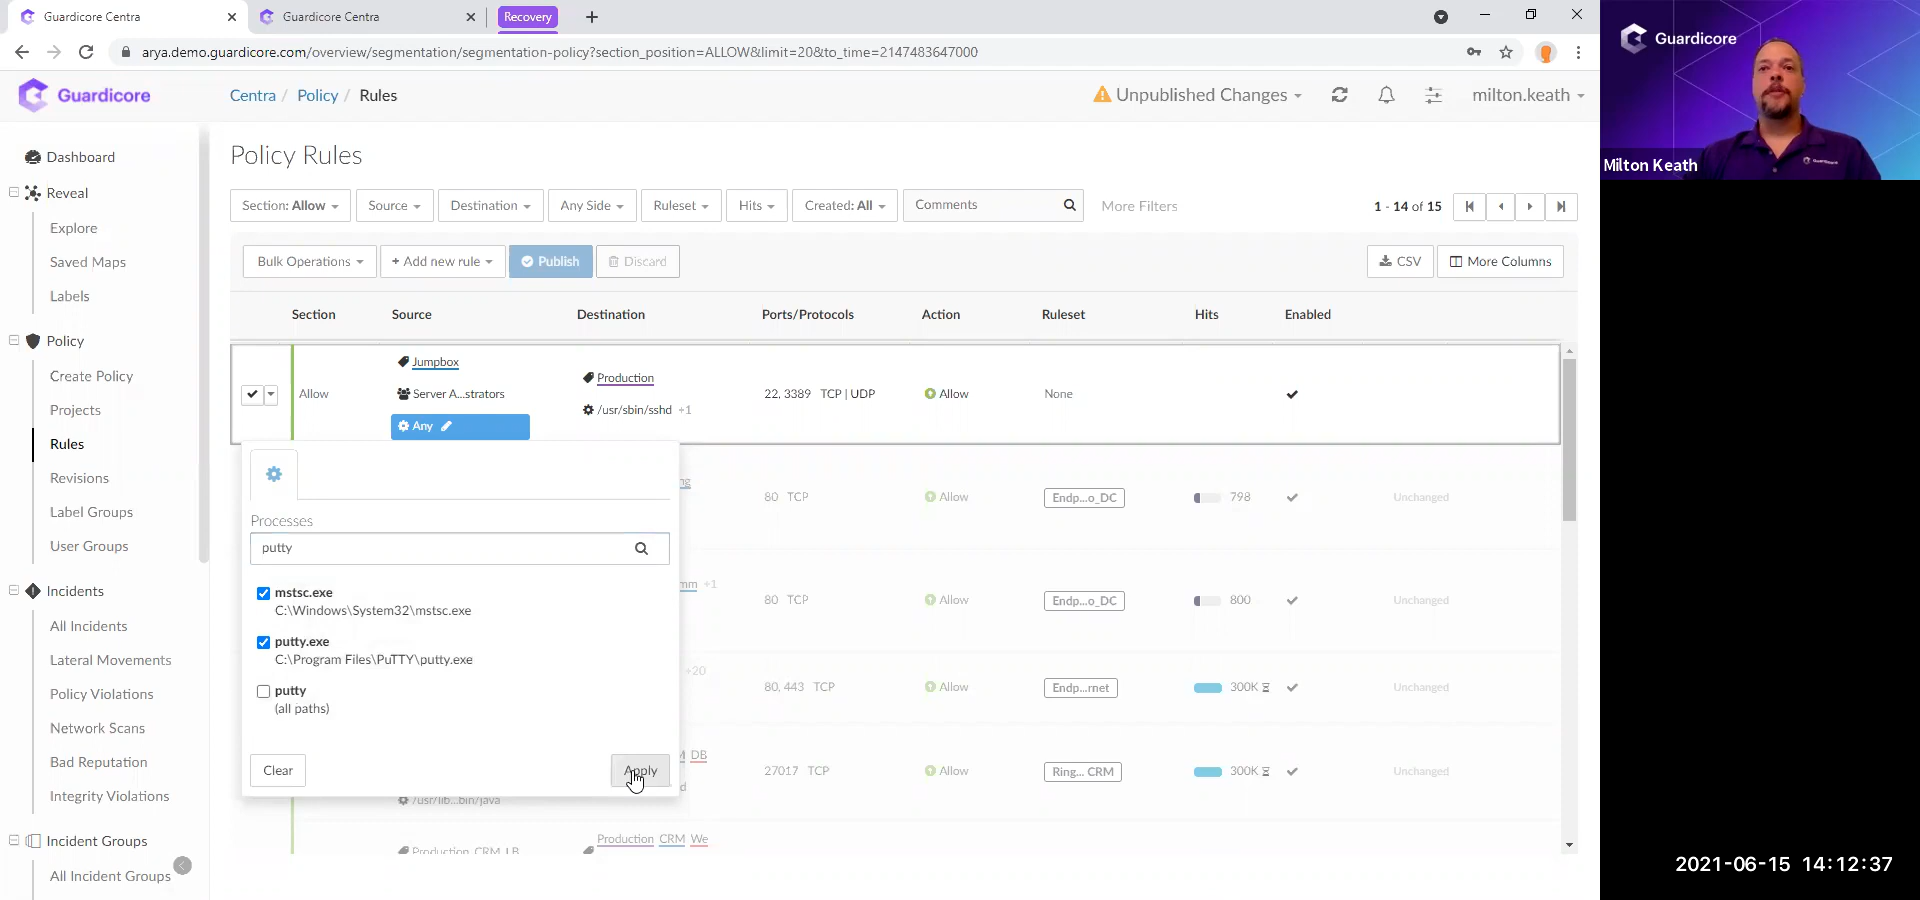 Guardicore Centra
Guardicore Centra
Recovery
arya.demo.guardicore.com/overview/segmentation/segmentation-policy?section_position=ALLOW&limit=20&to_time=2147483647000
Guardicore
Centra / Policy / Rules
Unpublished Changes
milton.keath
Dashboard
Reveal
Explore
Saved Maps
Labels
Policy
Create Policy
Projects
Rules
Revisions
Label Groups
User Groups
Incidents
All Incidents
Lateral Movements
Policy Violations
Network Scans
Bad Reputation
Integrity Violations
Incident Groups
All Incident Groups
Policy Rules
Section: Allow
Source
Destination
Any Side
Ruleset
Hits
Created: All
Comments
More Filters
1 - 14 of 15
Bulk Operations
+ Add new rule
Publish
Discard
CSV
More Columns
Section Source Destination Ports/Protocols Action Ruleset Hits Enabled
Allow
Jumpbox
Server A...strators
Any
Production
/usr/sbin/sshd +1
22, 3389 TCP | UDP
Allow
None
ng
80 TCP
Allow
Endp...o_DC
798
Unchanged
mm +1
80 TCP
Allow
Endp...o_DC
800
Unchanged
+20
80, 443 TCP
Allow
Endp...rnet
300K
Unchanged
DB
27017 TCP
Allow
Ring... CRM
300K
Unchanged
/usr/lib...bin/java
Production CRM LB
Production CRM We
Processes
putty
mstsc.exe
C:\Windows\System32\mstsc.exe
putty.exe
C:\Program Files\PuTTY\putty.exe
putty
(all paths)
Clear
Apply
Guardicore
Milton Keath
2021-06-15 14:12:37